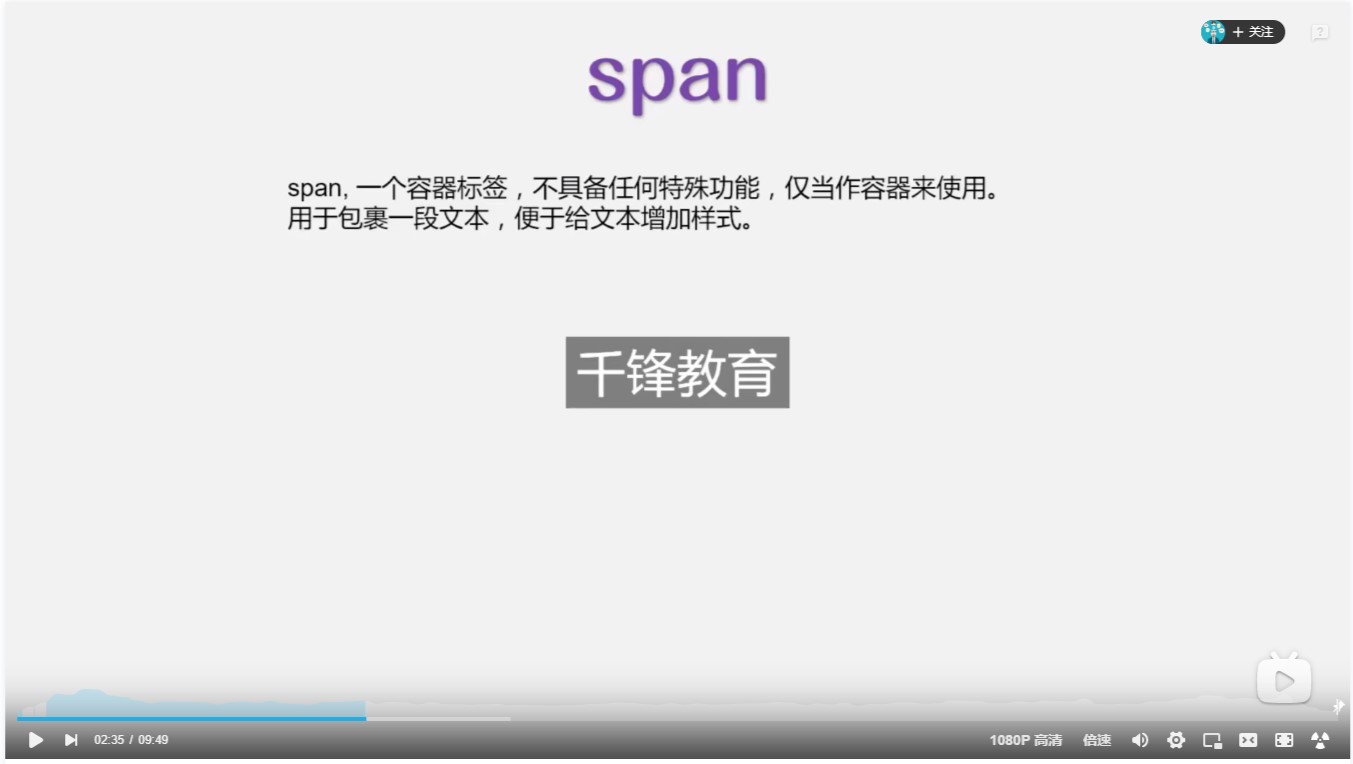 + 关注
?
span
span, 一个容器标签，不具备任何特殊功能，仅当作容器来使用。
用于包裹一段文本，便于给文本增加样式。
千锋教育
02:35 / 09:49
1080P 高清
倍速